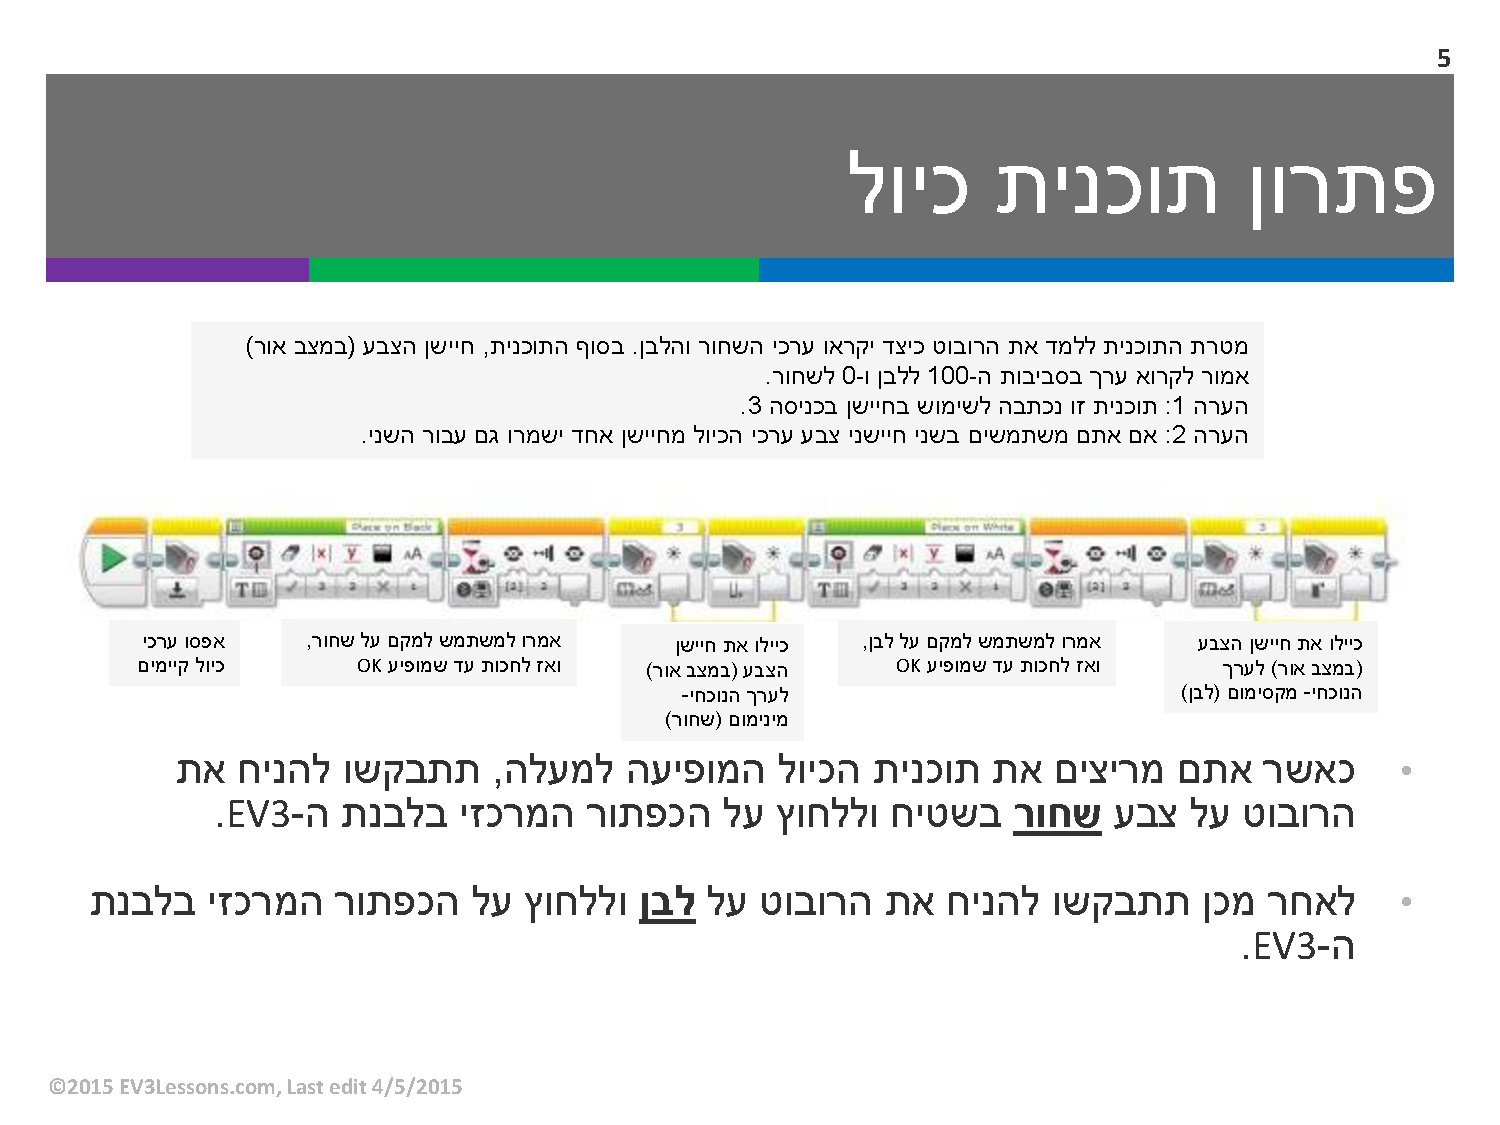 5
פתרון תוכנית כיול
מטרת התוכנית ללמד את הרובוט כיצד יקראו ערכי השחור והלבן. בסוף התוכנית, חיישן הצבע (במצב אור)
אמור לקרוא ערך בסביבות ה-100 ללבן ו-0 לשחור.
הערה 1: תוכנית זו נכתבה לשימוש בחיישן בכניסה 3.
הערה 2: אם אתם משתמשים בשני חיישני צבע ערכי הכיול מחיישן אחד ישמרו גם עבור השני.
Place on Black
3
Place on White
3
אפסו ערכי
כיול קיימים
אמרו למשתמש למקם על שחור,
ואז לחכות עד שמופיע OK
כיילו את חיישן
הצבע (במצב אור)
לערך הנוכחי-
מינימום (שחור)
אמרו למשתמש למקם על לבן,
ואז לחכות עד שמופיע OK
כיילו את חיישן הצבע
(במצב אור) לערך
הנוכחי- מקסימום (לבן)
• כאשר אתם מריצים את תוכנית הכיול המופיעה למעלה, תתבקשו להניח את
הרובוט על צבע שחור בשטיח וללחוץ על הכפתור המרכזי בלבנת ה-EV3.
• לאחר מכן תתבקשו להניח את הרובוט על לבן וללחוץ על הכפתור המרכזי בלבנת
ה-EV3.
©2015 EV3Lessons.com, Last edit 4/5/2015